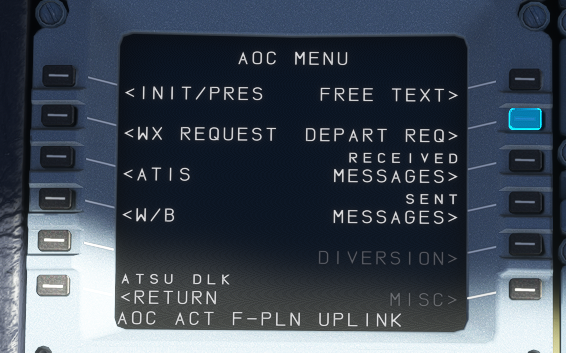 AOC MENU
<INIT/PRES FREE TEXT>
<WX REQUEST DEPART REQ>
RECEIVED
<ATIS MESSAGES>
SENT
<W/B MESSAGES>
DIVERSION>
ATSU DLK
<RETURN MISC>
AOC ACT F-PLN UPLINK